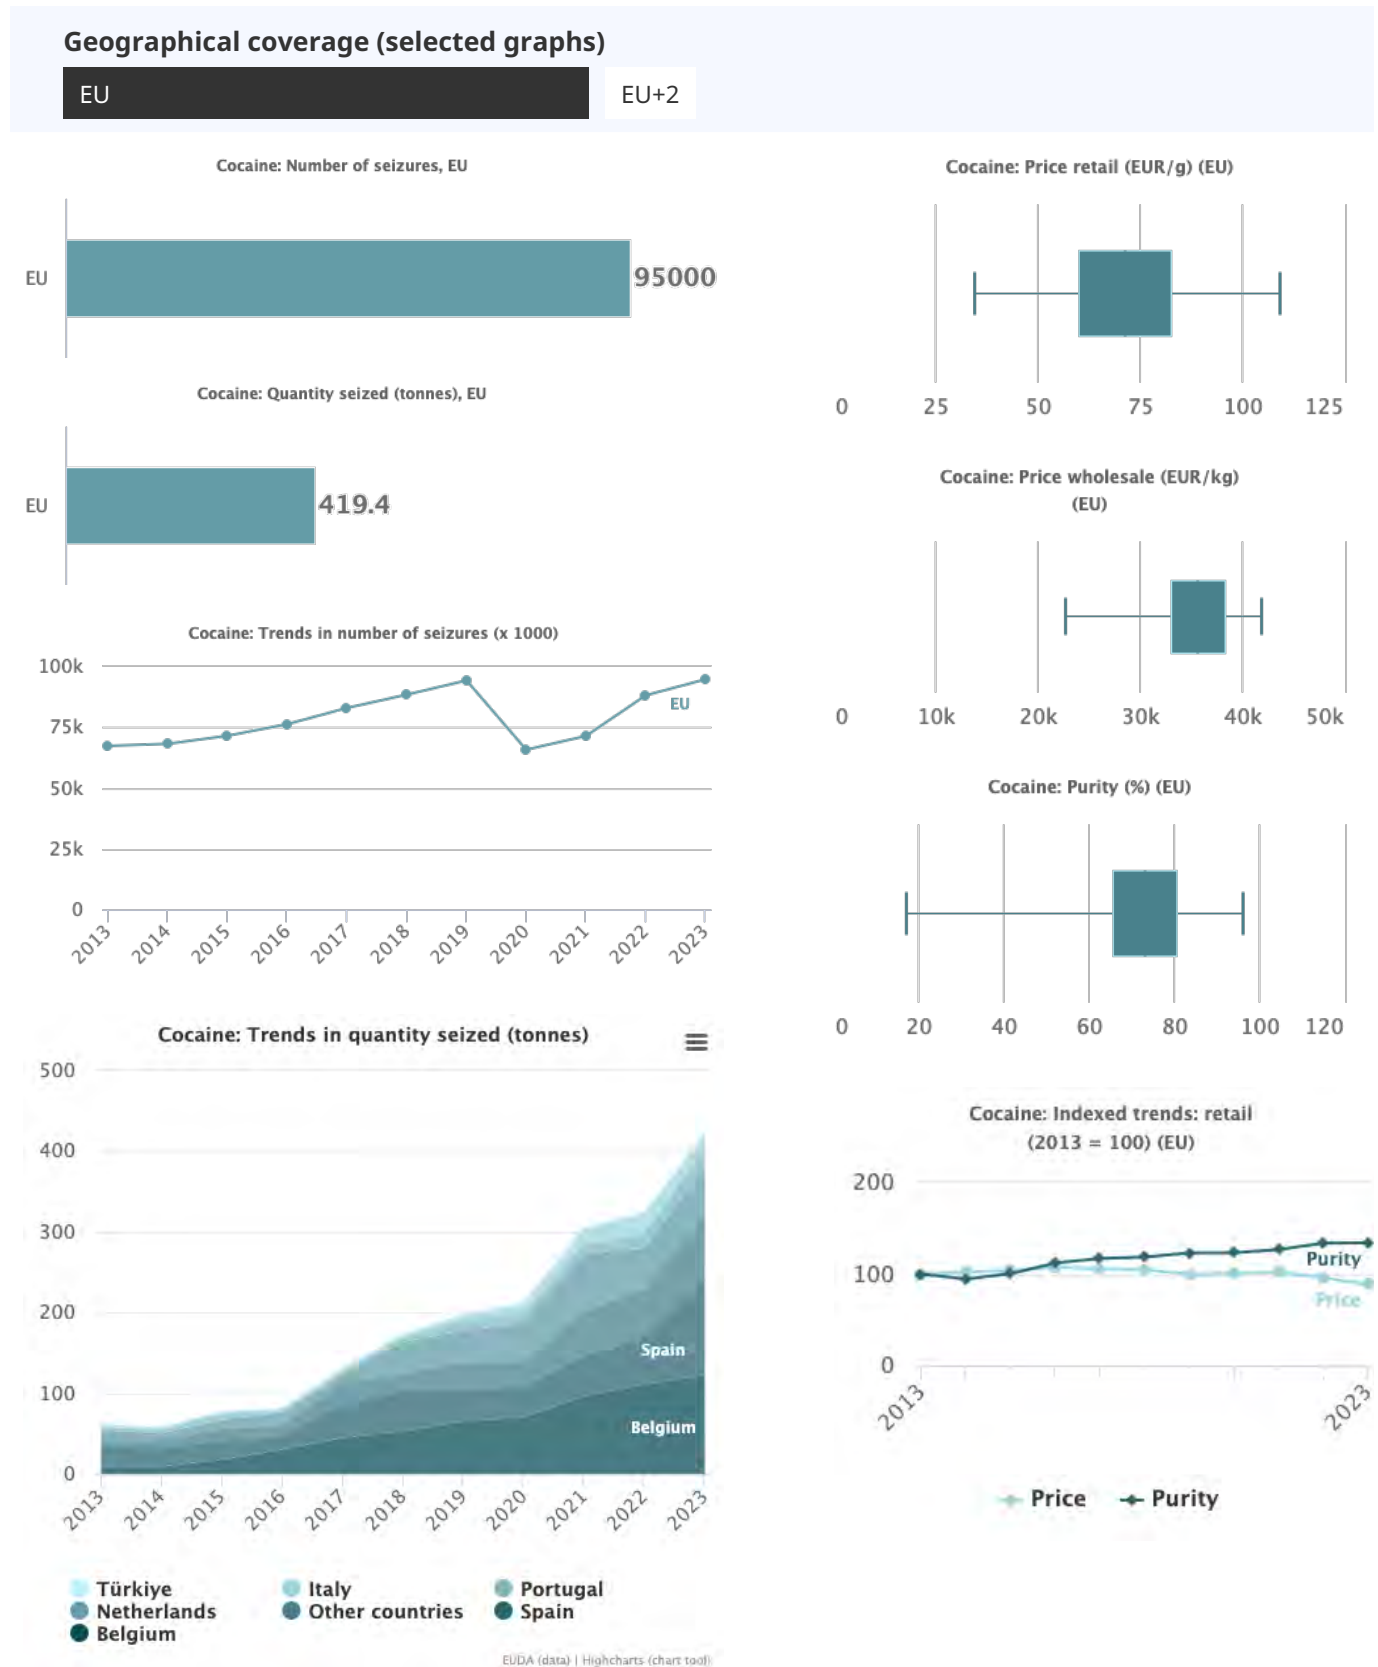 Geographical coverage (selected graphs)
EU
EU+2
Cocaine: Number of seizures, EU
EU
95000
Cocaine: Quantity seized (tonnes), EU
EU
419.4
Cocaine: Trends in number of seizures (x 1000)
100k
75k
50k
25k
0
EU
2013 2014 2015 2016 2017 2018 2019 2020 2021 2022 2023
Cocaine: Trends in quantity seized (tonnes)
500
400
300
200
100
0
Spain
Belgium
2013 2014 2015 2016 2017 2018 2019 2020 2021 2022 2023
Türkiye Italy Portugal
Netherlands Other countries Spain
Belgium
EUDA (data) | Highcharts (chart tool)
Cocaine: Price retail (EUR/g) (EU)
0 25 50 75 100 125
Cocaine: Price wholesale (EUR/kg)
(EU)
0 10k 20k 30k 40k 50k
Cocaine: Purity (%) (EU)
0 20 40 60 80 100 120
Cocaine: Indexed trends: retail
(2013 = 100) (EU)
200
100
0
Purity
Price
2013 2023
Price Purity